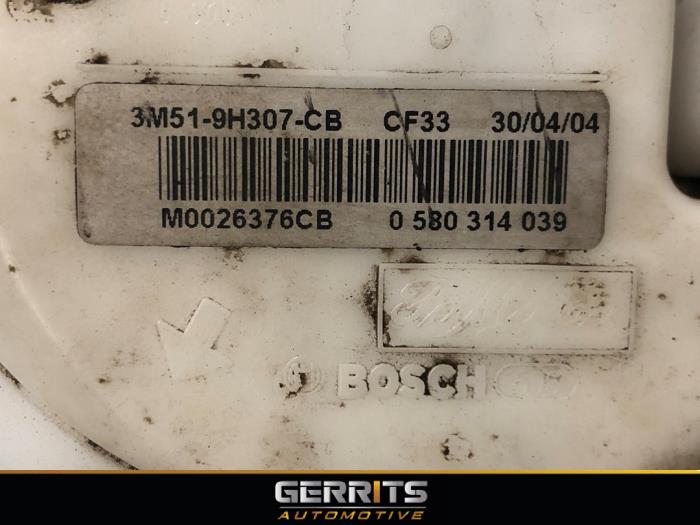 3M51-9H307-CB CF33 30/04/04
M0026376CB 0 580 314 039
BOSCH
GERRITS
AUTOMOTIVE